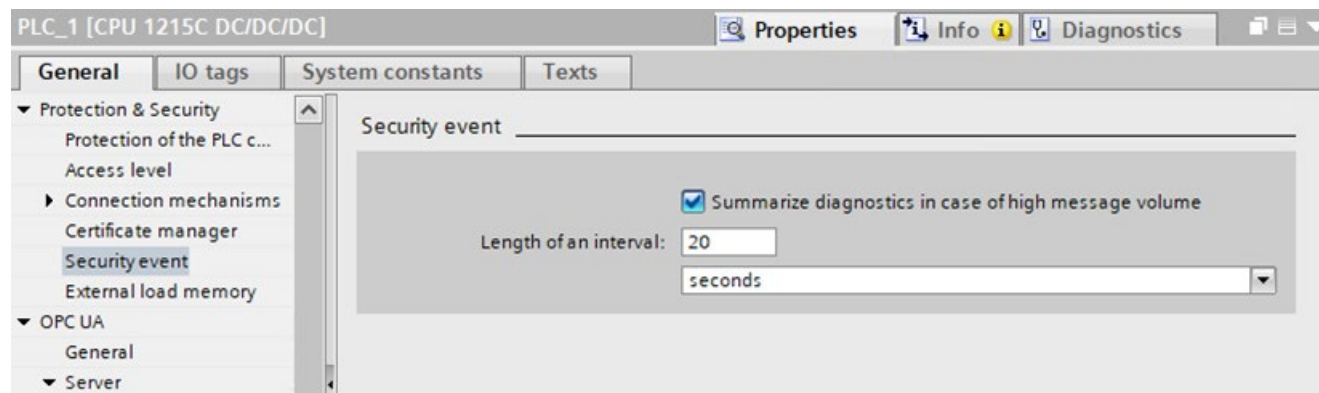 PLC_1 [CPU 1215C DC/DC/DC]
Properties
Info
Diagnostics
General
IO tags
System constants
Texts
Protection & Security
Protection of the PLC c...
Access level
Connection mechanisms
Certificate manager
Security event
External load memory
OPC UA
General
Server
Security event
Summarize diagnostics in case of high message volume
Length of an interval: 20
seconds